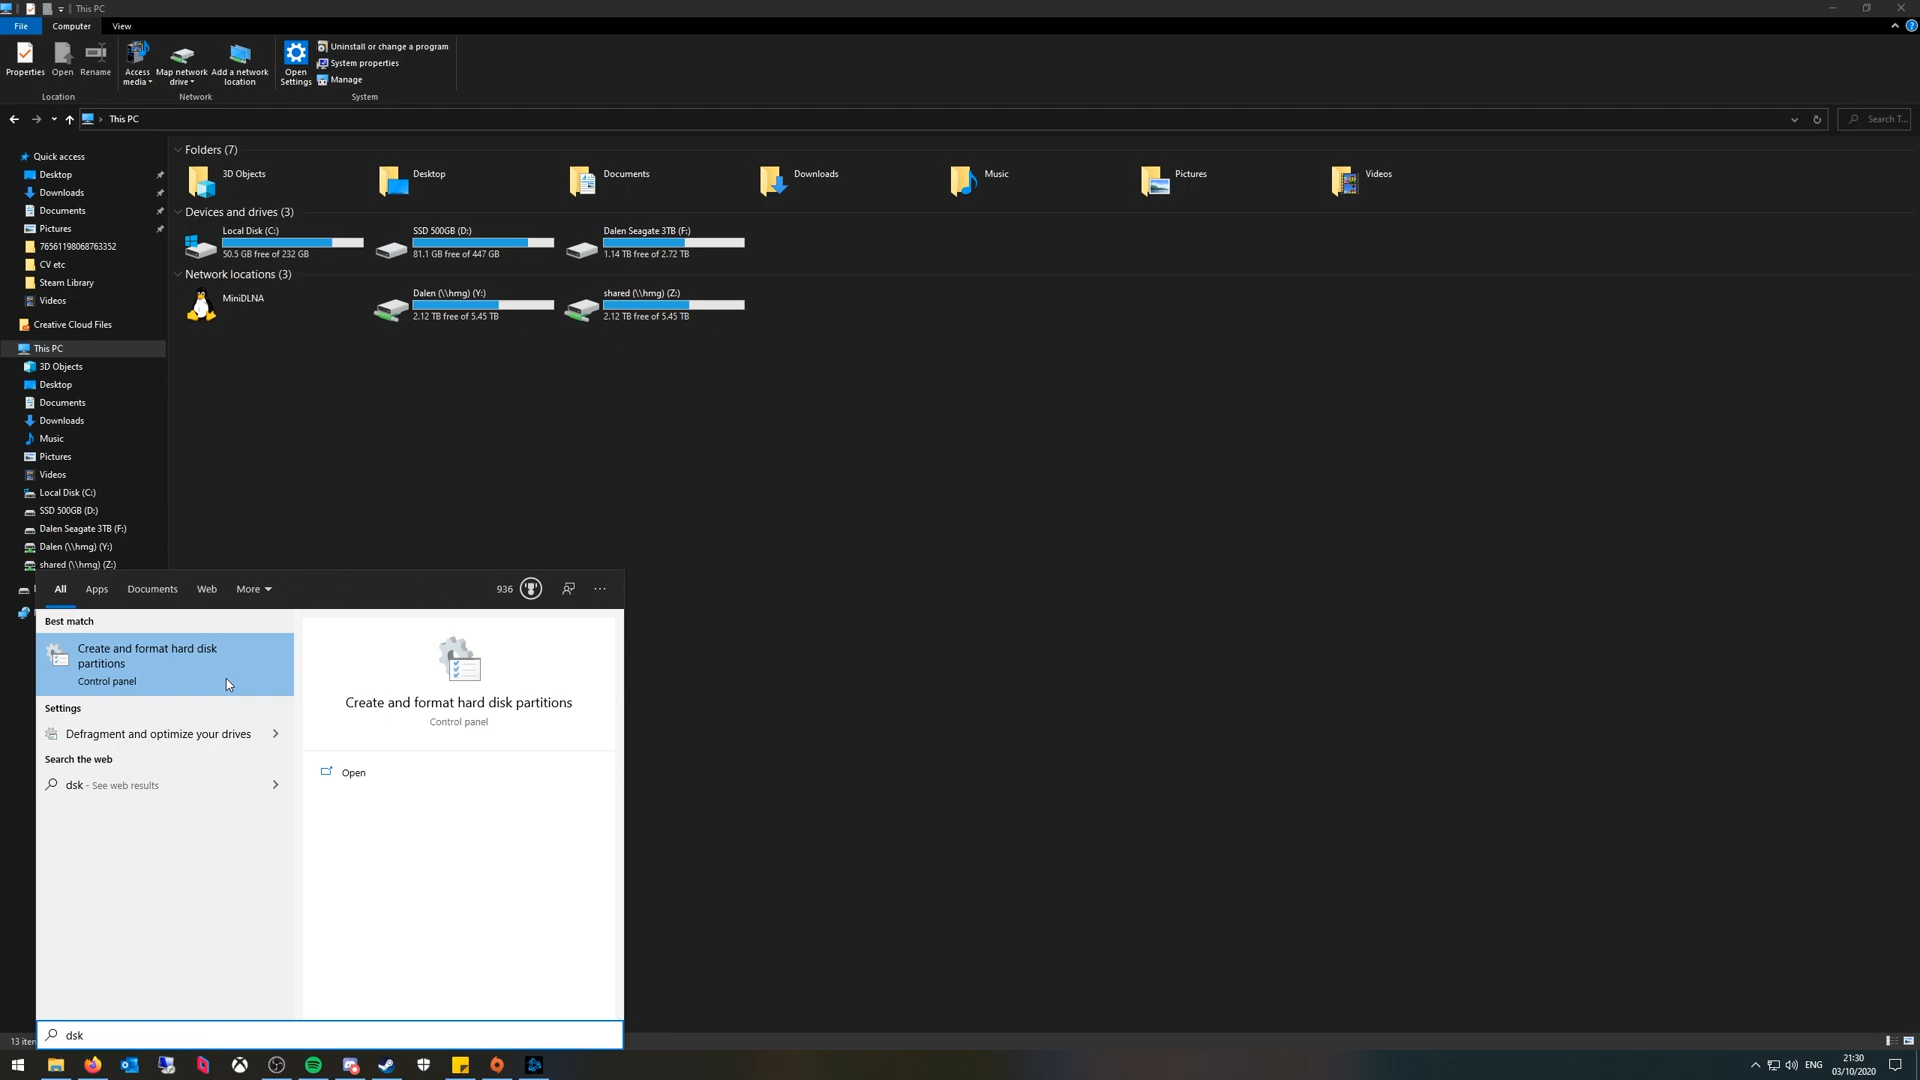 This PC
File
Computer
View
Properties
Open
Rename
Access media
Map network drive
Add a network location
Open Settings
Uninstall or change a program
System properties
Manage
Location
Network
System
This PC
Search T...
Quick access
Desktop
Downloads
Documents
Pictures
76561198068763352
CV etc
Steam Library
Videos
Creative Cloud Files
This PC
3D Objects
Desktop
Documents
Downloads
Music
Pictures
Videos
Local Disk (C:)
SSD 500GB (D:)
Dalen Seagate 3TB (F:)
Dalen (\\hmg) (Y:)
shared (\\hmg) (Z:)
Folders (7)
3D Objects
Desktop
Documents
Downloads
Music
Pictures
Videos
Devices and drives (3)
Local Disk (C:)
50.5 GB free of 232 GB
SSD 500GB (D:)
81.1 GB free of 447 GB
Dalen Seagate 3TB (F:)
1.14 TB free of 2.72 TB
Network locations (3)
MiniDLNA
Dalen (\\hmg) (Y:)
2.12 TB free of 5.45 TB
shared (\\hmg) (Z:)
2.12 TB free of 5.45 TB
All
Apps
Documents
Web
More
936
Best match
Create and format hard disk
partitions
Control panel
Settings
Defragment and optimize your drives
Search the web
dsk - See web results
Create and format hard disk partitions
Control panel
Open
dsk
13 iten
ENG
21:30
03/10/2020